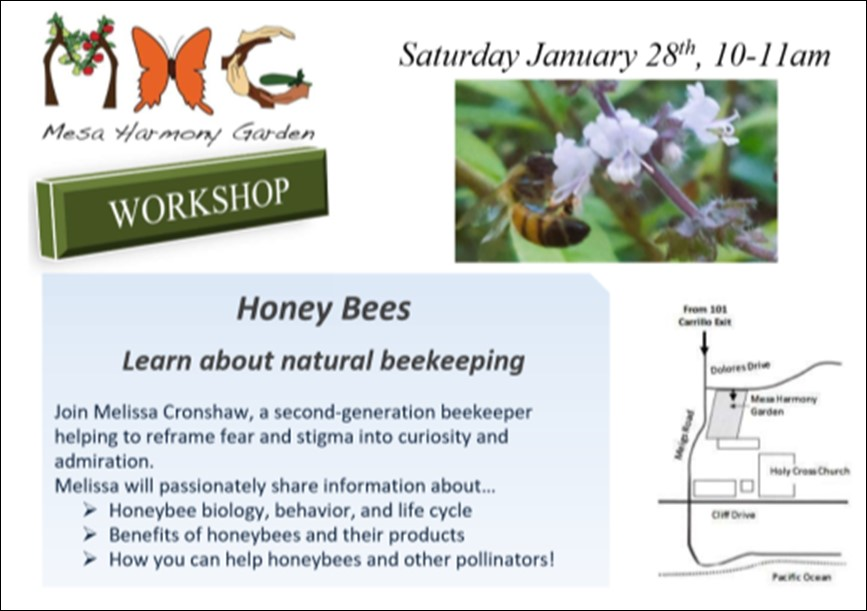 Mesa Harmony Garden
WORKSHOP
Saturday January 28th, 10-11am
Honey Bees
Learn about natural beekeeping
Join Melissa Cronshaw, a second-generation beekeeper
helping to reframe fear and stigma into curiosity and
admiration.
Melissa will passionately share information about...
➢ Honeybee biology, behavior, and life cycle
➢ Benefits of honeybees and their products
➢ How you can help honeybees and other pollinators!
From 101
Carrillo Exit
Dolores Drive
Mesa Harmony
Garden
Meigs Road
Holy Cross Church
Cliff Drive
Pacific Ocean